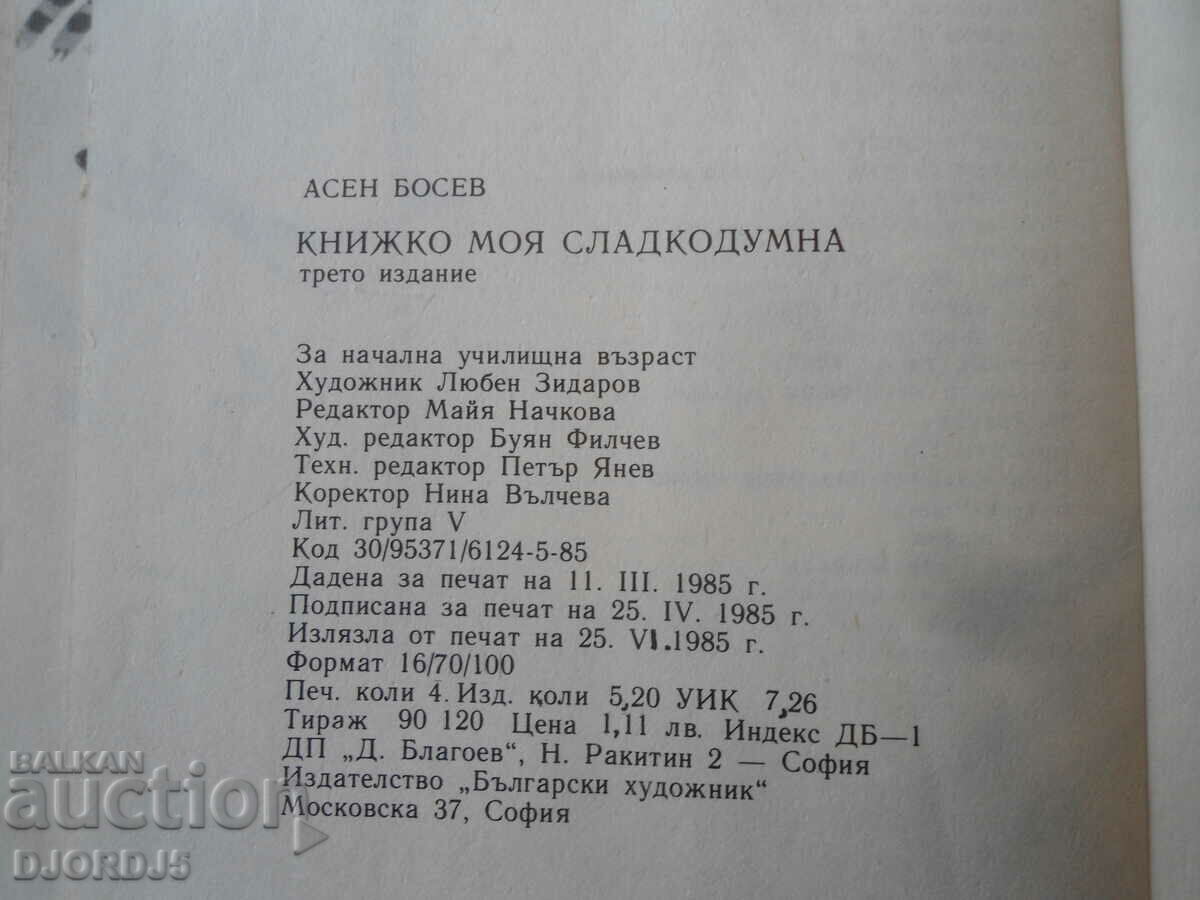 АСЕН БОСЕВ
КНИЖКО МОЯ СЛАДКОДУМНА
трето издание
За начална училищна възраст
Художник Любен Зидаров
Редактор Майя Начкова
Худ. редактор Буян Филчев
Техн. редактор Петър Янев
Коректор Нина Вълчева
Лит. група V
Код 30/95371/6124-5-85
Дадена за печат на 11. III. 1985 г.
Подписана за печат на 25. IV. 1985 г.
Излязла от печат на 25. VI.1985 г.
Формат 16/70/100
Печ. коли 4. Изд. коли 5,20 УИК 7,26
Тираж 90 120 Цена 1,11 лв. Индекс ДБ—1
ДП „Д. Благоев“, Н. Ракитин 2 — София
Издателство „Български художник“
Московска 37, София
BALKAN
auction
DJORDJ5